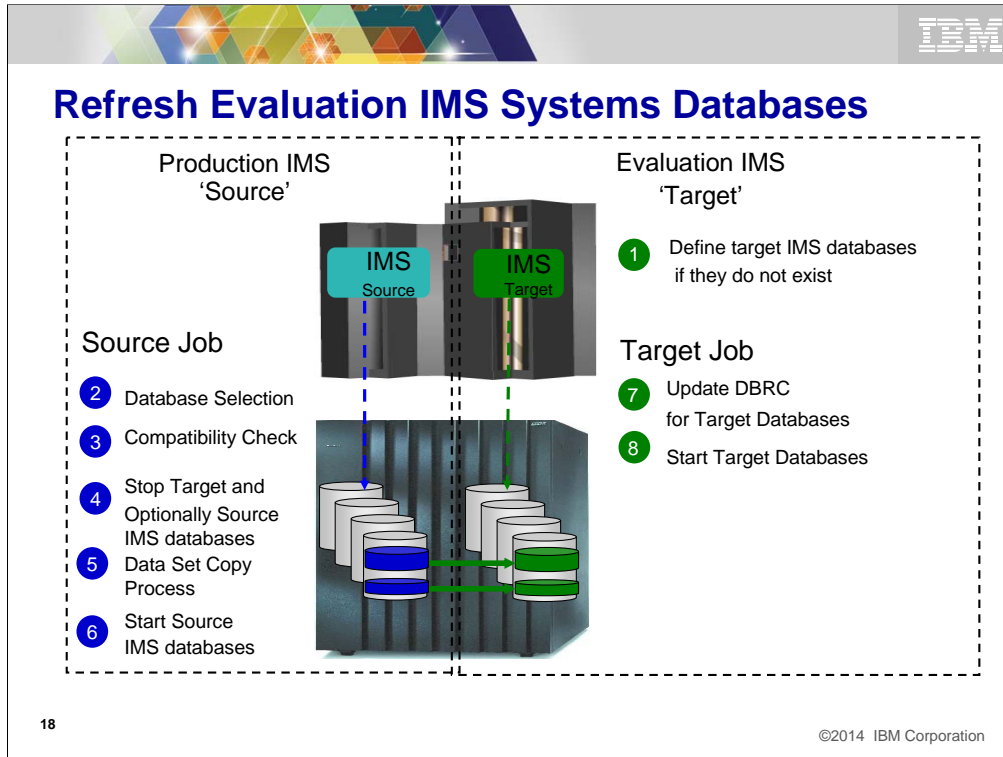 IBM
Refresh Evaluation IMS Systems Databases
Production IMS
‘Source’
Evaluation IMS
‘Target’
IMS
Source
IMS
Target
1
Define target IMS databases
if they do not exist
Source Job
2
Database Selection
3
Compatibility Check
4
Stop Target and
Optionally Source
IMS databases
5
Data Set Copy
Process
6
Start Source
IMS databases
Target Job
7
Update DBRC
for Target Databases
8
Start Target Databases
18
©2014 IBM Corporation